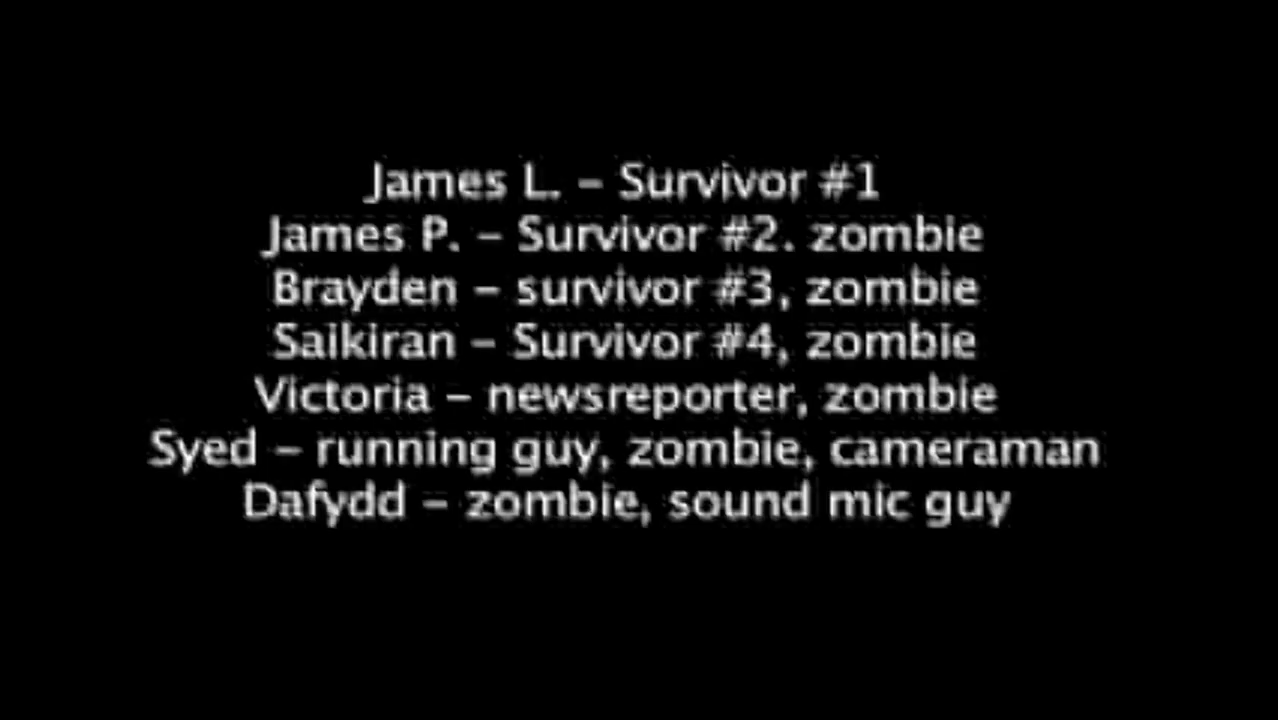 James L. – Survivor #1
James P. – Survivor #2. zombie
Brayden – survivor #3, zombie
Saikiran – Survivor #4, zombie
Victoria – newsreporter, zombie
Syed – running guy, zombie, cameraman
Dafydd – zombie, sound mic guy